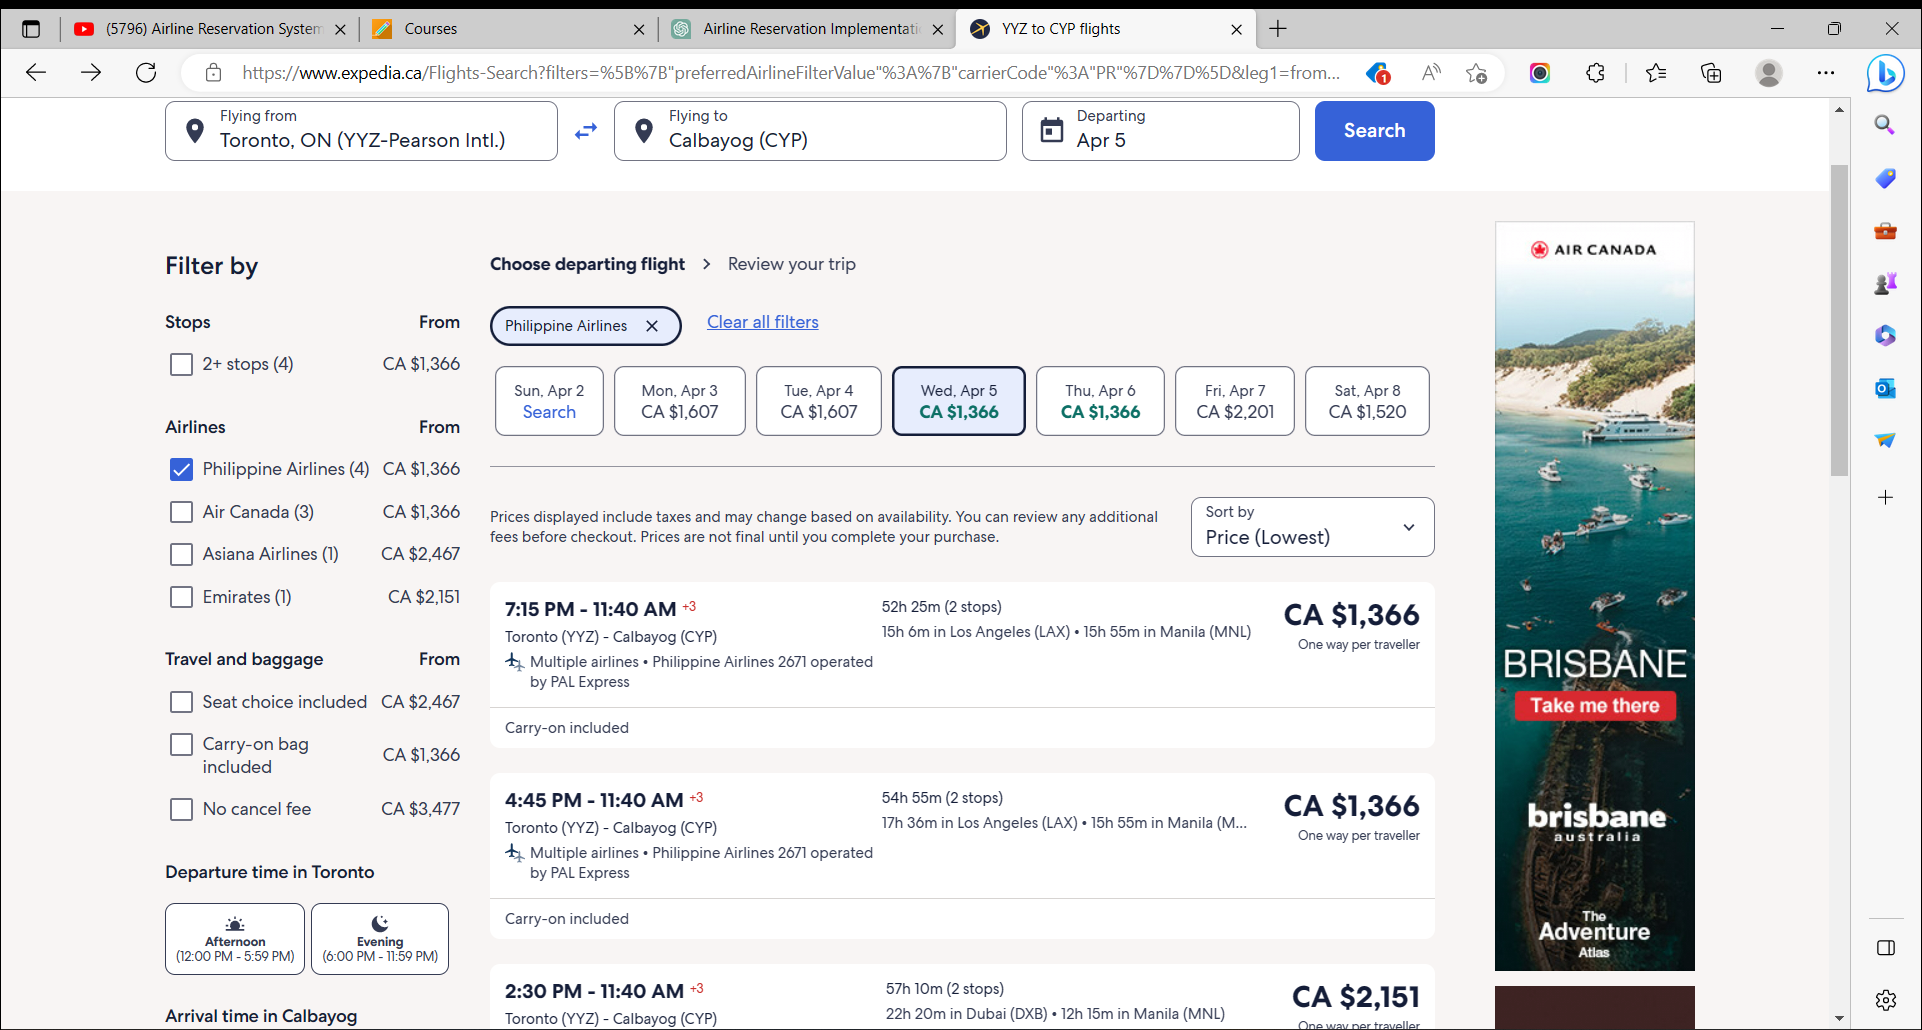 (5796) Airline Reservation System
Courses
Airline Reservation Implementatio
YYZ to CYP flights
https://www.expedia.ca/Flights-Search?filters=%5B%7B"preferredAirlineFilterValue"%3A%7B"carrierCode"%3A"PR"%7D%7D%5D&leg1=from...
1
Flying from
Toronto, ON (YYZ-Pearson Intl.)
Flying to
Calbayog (CYP)
Departing
Apr 5
Search
Filter by
Stops From
2+ stops (4) CA $1,366
Airlines From
Philippine Airlines (4) CA $1,366
Air Canada (3) CA $1,366
Asiana Airlines (1) CA $2,467
Emirates (1) CA $2,151
Travel and baggage From
Seat choice included CA $2,467
Carry-on bag
included CA $1,366
No cancel fee CA $3,477
Departure time in Toronto
Afternoon
(12:00 PM - 5:59 PM)
Evening
(6:00 PM - 11:59 PM)
Arrival time in Calbayog
Choose departing flight > Review your trip
Philippine Airlines
Clear all filters
Sun, Apr 2
Search
Mon, Apr 3
CA $1,607
Tue, Apr 4
CA $1,607
Wed, Apr 5
CA $1,366
Thu, Apr 6
CA $1,366
Fri, Apr 7
CA $2,201
Sat, Apr 8
CA $1,520
Prices displayed include taxes and may change based on availability. You can review any additional
fees before checkout. Prices are not final until you complete your purchase.
Sort by
Price (Lowest)
7:15 PM - 11:40 AM +3
Toronto (YYZ) - Calbayog (CYP)
Multiple airlines • Philippine Airlines 2671 operated
by PAL Express
52h 25m (2 stops)
15h 6m in Los Angeles (LAX) • 15h 55m in Manila (MNL)
CA $1,366
One way per traveller
Carry-on included
4:45 PM - 11:40 AM +3
Toronto (YYZ) - Calbayog (CYP)
Multiple airlines • Philippine Airlines 2671 operated
by PAL Express
54h 55m (2 stops)
17h 36m in Los Angeles (LAX) • 15h 55m in Manila (M...
CA $1,366
One way per traveller
Carry-on included
2:30 PM - 11:40 AM +3
Toronto (YYZ) - Calbayog (CYP)
57h 10m (2 stops)
22h 20m in Dubai (DXB) • 12h 15m in Manila (MNL)
CA $2,151
One way per traveller
AIR CANADA
BRISBANE
Take me there
brisbane
australia
The
Adventure
Atlas